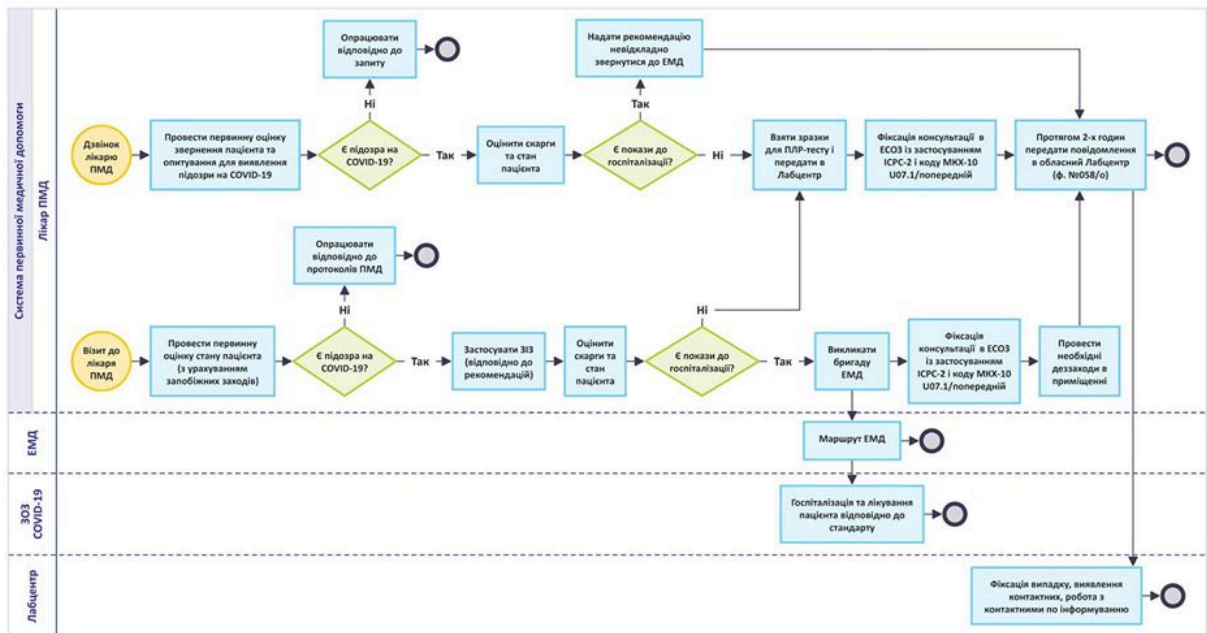 Система первинної медичної допомоги
Лікар ПМД
Дзвінок
лікарю
ПМД
Провести первинну оцінку
звернення пацієнта та
опитування для виявлення
підозри на COVID-19
Є підозра на
COVID-19?
Ні
Опрацювати
відповідно до
запиту
Так
Оцінити скарги
та стан
пацієнта
Є покази до
госпіталізації?
Так
Надати рекомендацію
невідкладно
звернутися до ЕМД
Ні
Взяти зразки
для ПЛР-тесту і
передати в
Лабцентр
Фіксація консультації в
ЕСОЗ із застосуванням
ICPC-2 і коду МКХ-10
U07.1/попередній
Протягом 2-х годин
передати повідомлення
в обласний Лабцентр
(ф. №058/о)
Візит до
лікаря
ПМД
Провести первинну
оцінку стану пацієнта
(з урахуванням
запобіжних заходів)
Є підозра на
COVID-19?
Ні
Опрацювати
відповідно до
протоколів ПМД
Так
Застосувати ЗІЗ
(відповідно до
рекомендацій)
Оцінити
скарги та
стан
пацієнта
Є покази до
госпіталізації?
Ні
Так
Викликати
бригаду
ЕМД
Фіксація
консультації в ЕСОЗ
із застосуванням
ICPC-2 і коду МКХ-10
U07.1/попередній
Провести
необхідні
деззаходи в
приміщенні
ЕМД
Маршрут ЕМД
ЗОЗ
COVID-19
Госпіталізація та лікування
пацієнта відповідно до
стандарту
Лабцентр
Фіксація випадку, виявлення
контактних, робота з
контактними по інформуванню